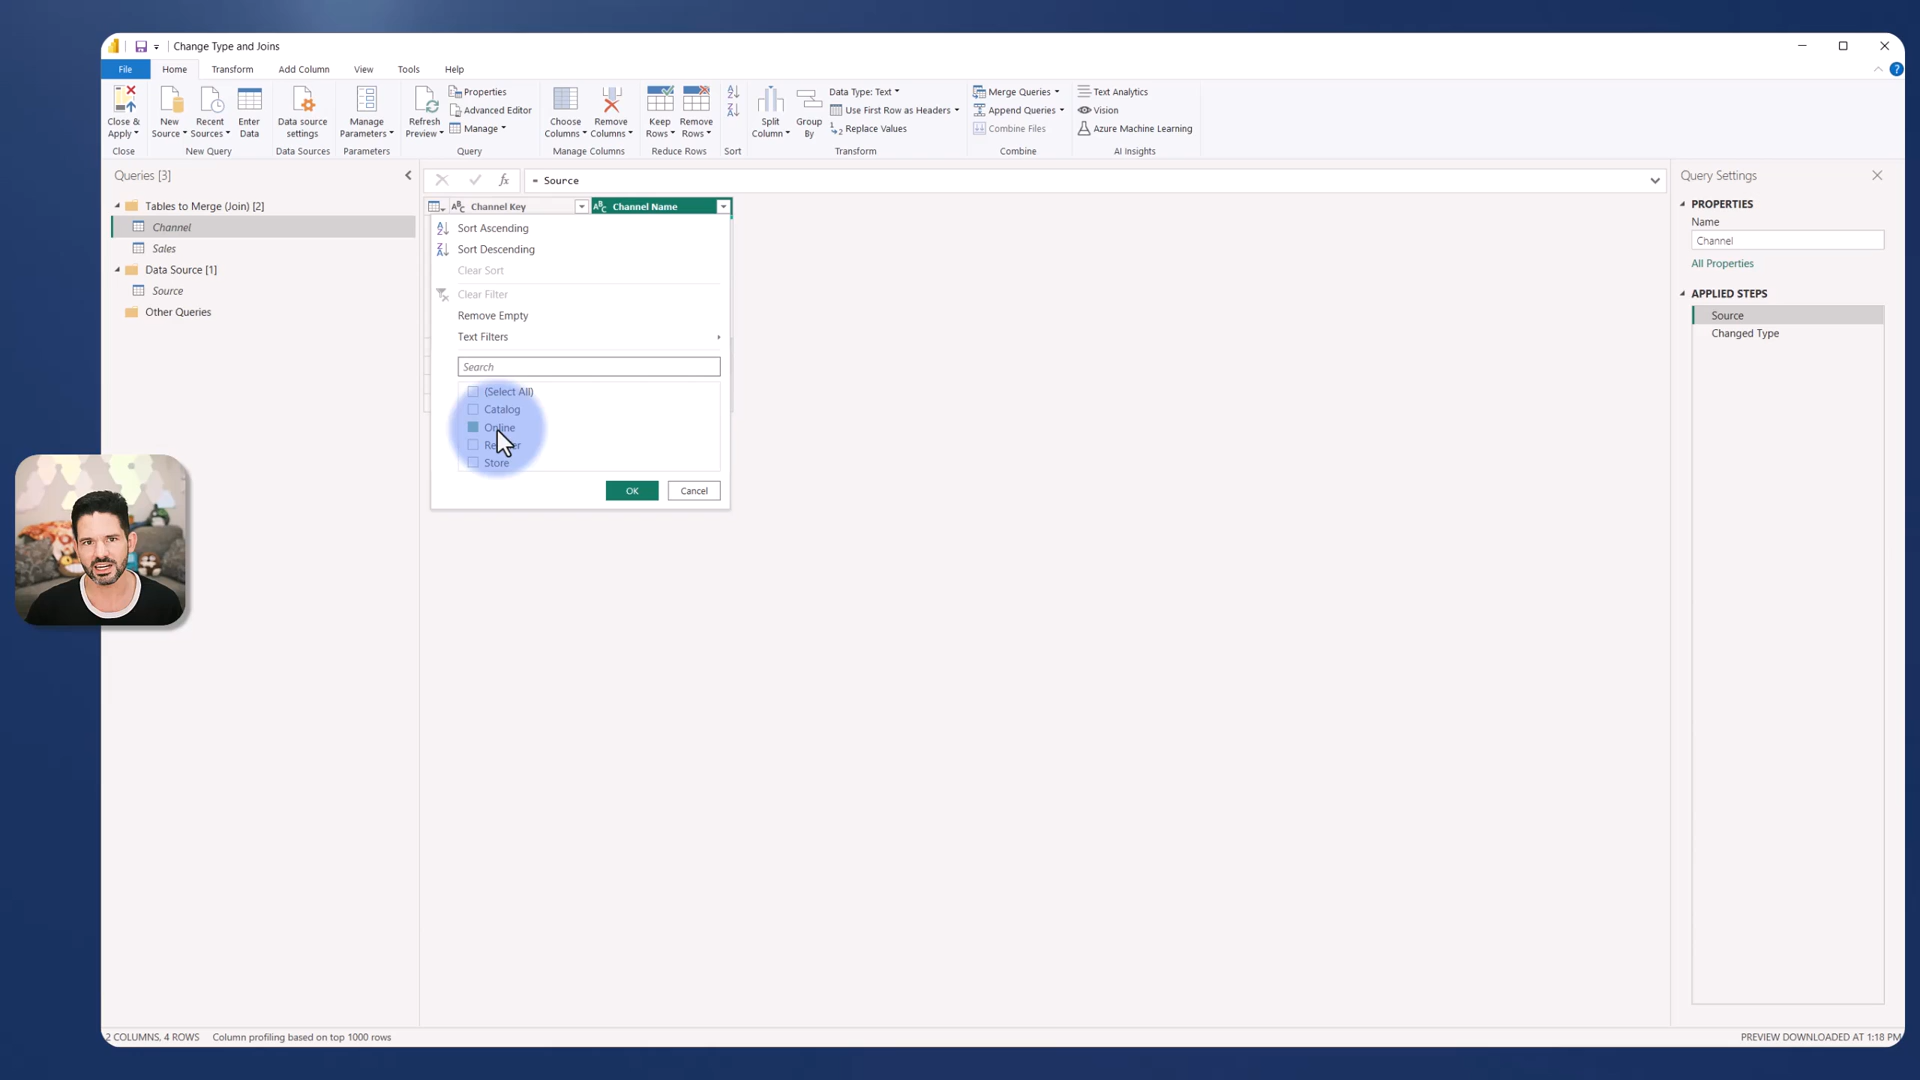 Change Type and Joins
File Home Transform Add Column View Tools Help
Close & Apply
New Source
Recent Sources
Enter Data
Data source settings
Manage Parameters
Refresh Preview
Properties
Advanced Editor
Manage
Choose Columns
Remove Columns
Keep Rows
Remove Rows
Split Column
Group By
Data Type: Text
Use First Row as Headers
Replace Values
Merge Queries
Append Queries
Combine Files
Text Analytics
Vision
Azure Machine Learning
Close New Query Data Sources Parameters Query Manage Columns Reduce Rows Sort Transform Combine AI Insights
Queries [3]
Tables to Merge (Join) [2]
Channel
Sales
Data Source [1]
Source
Other Queries
fx = Source
Channel Key Channel Name
Sort Ascending
Sort Descending
Clear Sort
Clear Filter
Remove Empty
Text Filters
Search
(Select All)
Catalog
Online
Store
OK Cancel
Query Settings
PROPERTIES
Name
Channel
All Properties
APPLIED STEPS
Source
Changed Type
2 COLUMNS, 4 ROWS Column profiling based on top 1000 rows
PREVIEW DOWNLOADED AT 1:18 PM